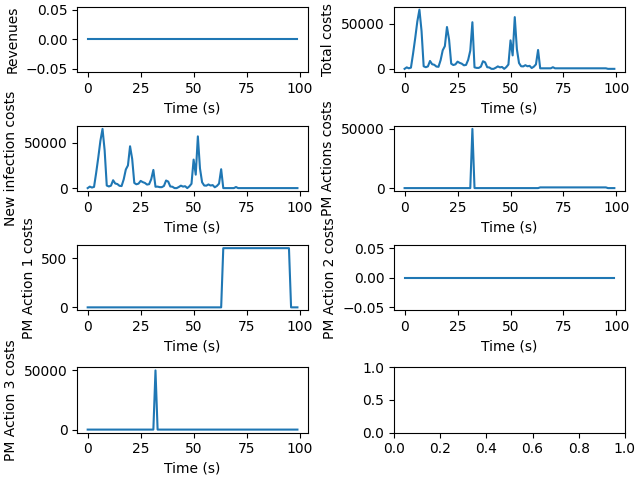 Revenues
0.05
0.00
−0.05
0 25 50 75 100
Time (s)
Total costs
50000
0
0 25 50 75 100
Time (s)
New infection costs
50000
0
0 25 50 75 100
Time (s)
PM Actions costs
50000
0
0 25 50 75 100
Time (s)
PM Action 1 costs
500
0
0 25 50 75 100
Time (s)
PM Action 2 costs
0.05
0.00
−0.05
0 25 50 75 100
Time (s)
PM Action 3 costs
50000
0
0 25 50 75 100
Time (s)
1.0
0.5
0.0
0.0 0.2 0.4 0.6 0.8 1.0